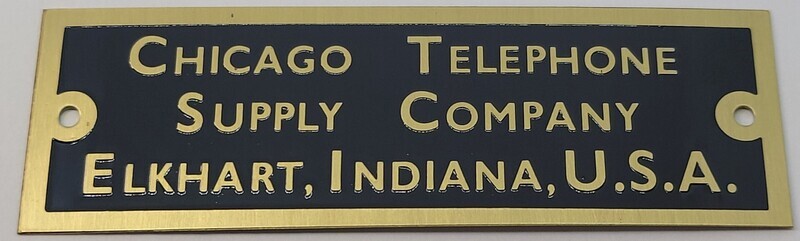 Chicago Telephone
Supply Company
Elkhart, Indiana, U.S.A.